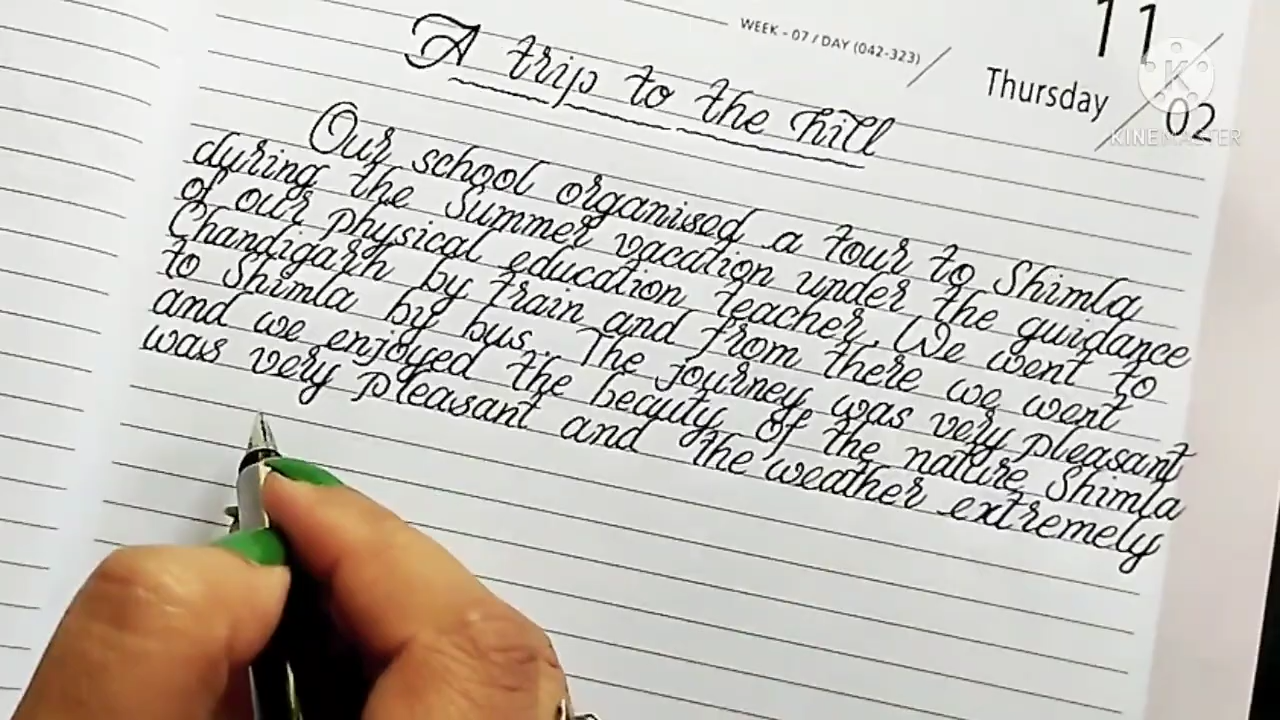 WEEK - 07 / DAY (042-323)
11
Thursday
02
KINEMASTER
A trip to the hill
Our school organised a tour to Shimla
during the Summer vacation under the guidance
of our physical education teacher. We went to
Chandigarh by train and from there we went
to Shimla by bus. The journey was very pleasant
and we enjoyed the beauty of the nature. Shimla
was very pleasant and the weather extremely